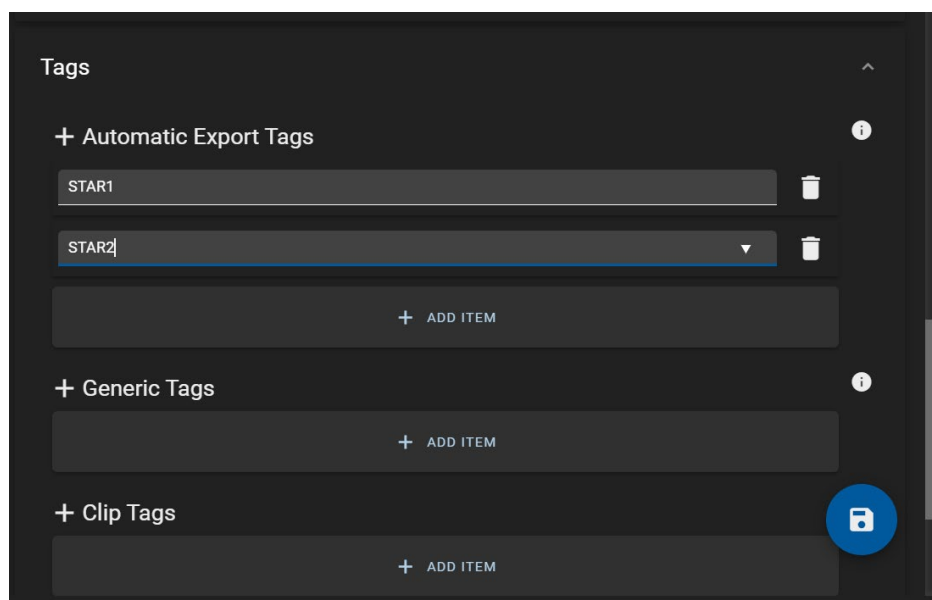 Tags
Automatic Export Tags
STAR1
STAR2
ADD ITEM
Generic Tags
ADD ITEM
Clip Tags
ADD ITEM